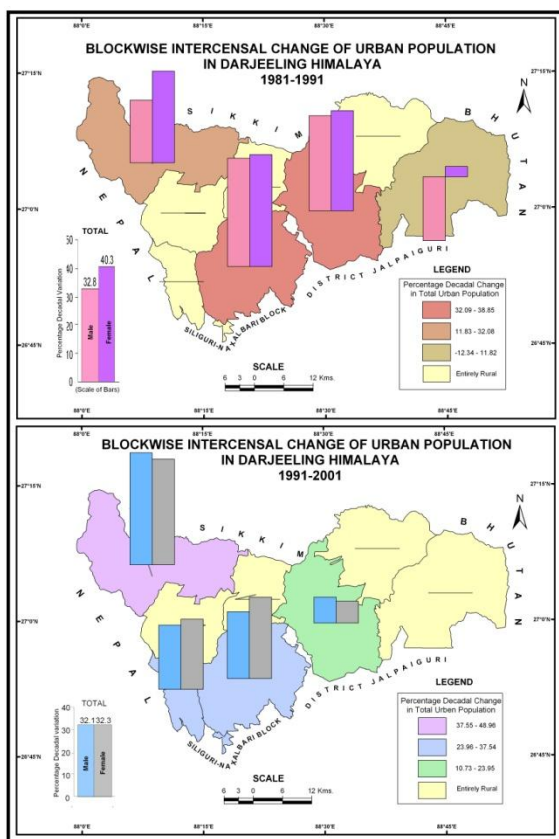 88°0'E 88°15'E 88°30'E 88°45'E
BLOCKWISE INTERCENSAL CHANGE OF URBAN POPULATION
IN DARJEELING HIMALAYA
1981-1991
27°15'N 27°15'N
N
SIKKIM
BHUTAN
NEPAL
27°0'N 27°0'N
TOTAL
50
40
30
20
10
0
Percentage Decadal Variation
32.8
40.3
Male
Female
(Scale of Bars)
SILIGURI-NAXALBARI BLOCK
DISTRICT JALPAIGURI
26°45'N 26°45'N
LEGEND
Percentage Decadal Change
in Total Urban Population
32.09 - 38.85
11.83 - 32.08
-12.34 - 11.82
Entirely Rural
SCALE
6 3 0 6 12 Kms.
88°0'E 88°15'E 88°30'E 88°45'E
BLOCKWISE INTERCENSAL CHANGE OF URBAN POPULATION
IN DARJEELING HIMALAYA
1991-2001
27°15'N 27°15'N
N
SIKKIM
BHUTAN
NEPAL
27°0'N 27°0'N
TOTAL
40
30
20
10
0
Percentage Decadal variation
32.1 32.3
Male
Female
SILIGURI-NAXALBARI BLOCK
DISTRICT JALPAIGURI
26°45'N 26°45'N
LEGEND
Percentage Decadal Change
in Total Urban Population
37.55 - 48.96
23.96 - 37.54
10.73 - 23.95
Entirely Rural
SCALE
6 3 0 6 12 Kms.
88°0'E 88°15'E 88°30'E 88°45'E